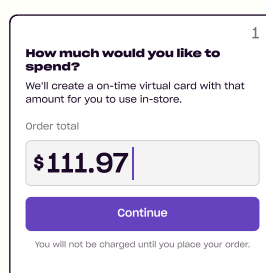 1
How much would you like to
spend?
We'll create a on-time virtual card with that
amount for you to use in-store.
Order total
$111.97
Continue
You will not be charged until you place your order.